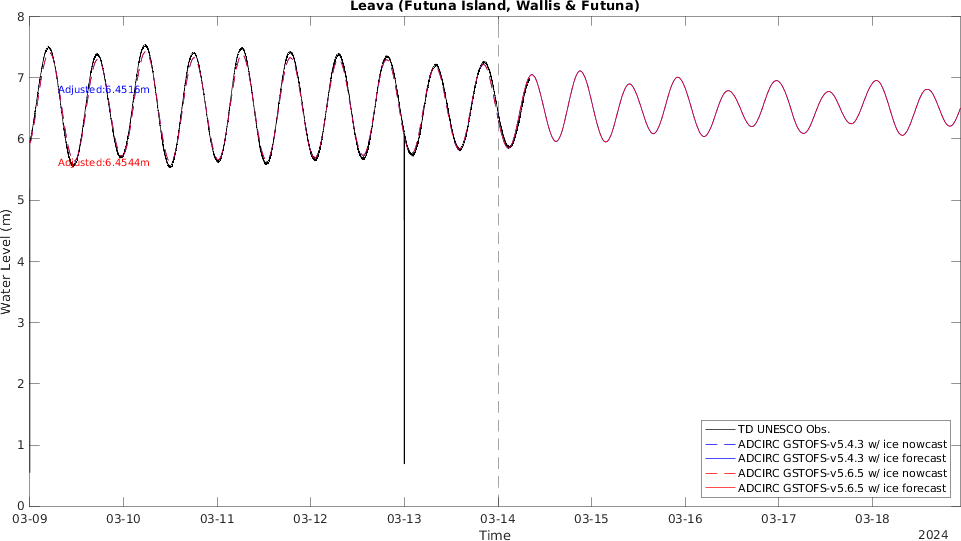 Leava (Futuna Island, Wallis & Futuna)
8
7
6
5
4
3
2
1
0
Water Level (m)
Adjusted:6.4516m
Adjusted:6.4544m
TD UNESCO Obs.
ADCIRC GSTOFS-v5.4.3 w/ ice nowcast
ADCIRC GSTOFS-v5.4.3 w/ ice forecast
ADCIRC GSTOFS-v5.6.5 w/ ice nowcast
ADCIRC GSTOFS-v5.6.5 w/ ice forecast
03-09 03-10 03-11 03-12 03-13 03-14 03-15 03-16 03-17 03-18
Time
2024